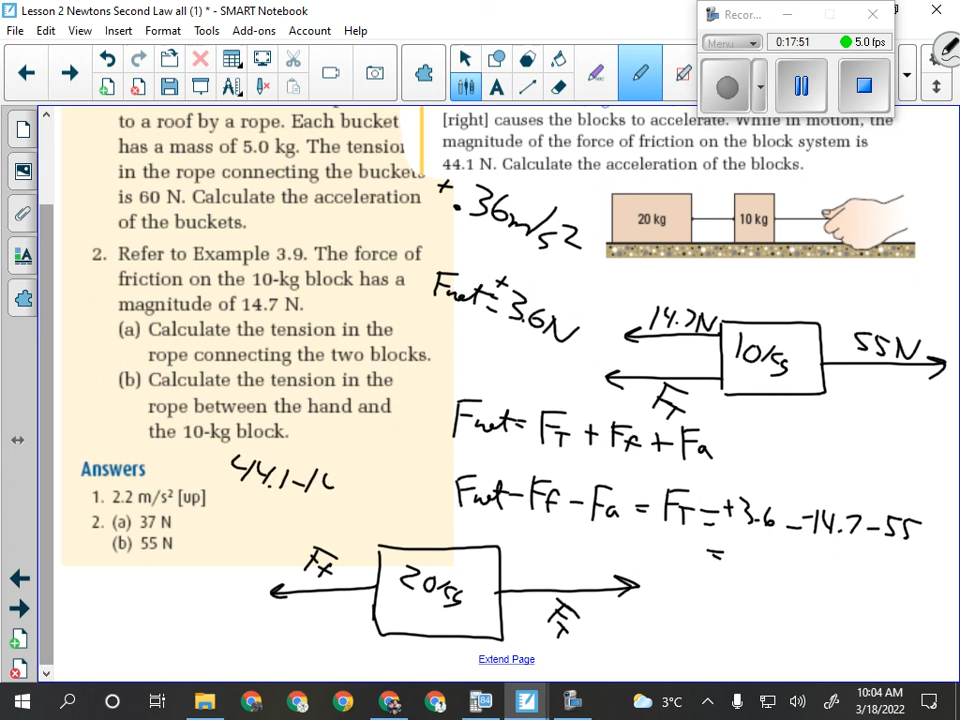 Lesson 2 Newtons Second Law all (1) * - SMART Notebook
Recor...
File Edit View Insert Format Tools Add-ons Account Help
Menu
0:17:51
5.0 fps
to a roof by a rope. Each bucket
has a mass of 5.0 kg. The tension
in the rope connecting the buckets
is 60 N. Calculate the acceleration
of the buckets.
2. Refer to Example 3.9. The force of
friction on the 10-kg block has a
magnitude of 14.7 N.
(a) Calculate the tension in the
rope connecting the two blocks.
(b) Calculate the tension in the
rope between the hand and
the 10-kg block.
Answers
1. 2.2 m/s² [up]
2. (a) 37 N
(b) 55 N
44.1-14
[right] causes the blocks to accelerate. While in motion, the
magnitude of the force of friction on the block system is
44.1 N. Calculate the acceleration of the blocks.
20 kg
10 kg
+.36m/s2
Fnet=+3.6N
14.7N
10kg
55N
FT
Fnet=FT+Ff+Fa
Fnet-Ff-Fa=FT=+3.6--14.7-55
=
Ff
20kg
FT
Extend Page
3°C
10:04 AM
3/18/2022